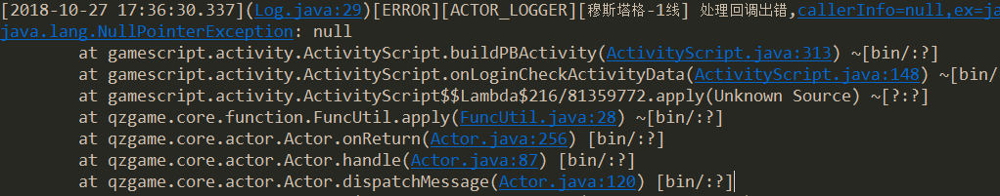 [2018-10-27 17:36:30.337](Log.java:29)[ERROR][ACTOR_LOGGER][穆斯塔格-1线] 处理回调出错,callerInfo=null,ex=ja
java.lang.NullPointerException: null
at gamescript.activity.ActivityScript.buildPBActivity(ActivityScript.java:313) ~[bin/:?]
at gamescript.activity.ActivityScript.onLoginCheckActivityData(ActivityScript.java:148) ~[bin/
at gamescript.activity.ActivityScript$$Lambda$216/81359772.apply(Unknown Source) ~[?:?]
at qzgame.core.function.FuncUtil.apply(FuncUtil.java:28) ~[bin/:?]
at qzgame.core.actor.Actor.onReturn(Actor.java:256) [bin/:?]
at qzgame.core.actor.Actor.handle(Actor.java:87) [bin/:?]
at qzgame.core.actor.Actor.dispatchMessage(Actor.java:120) [bin/:?]